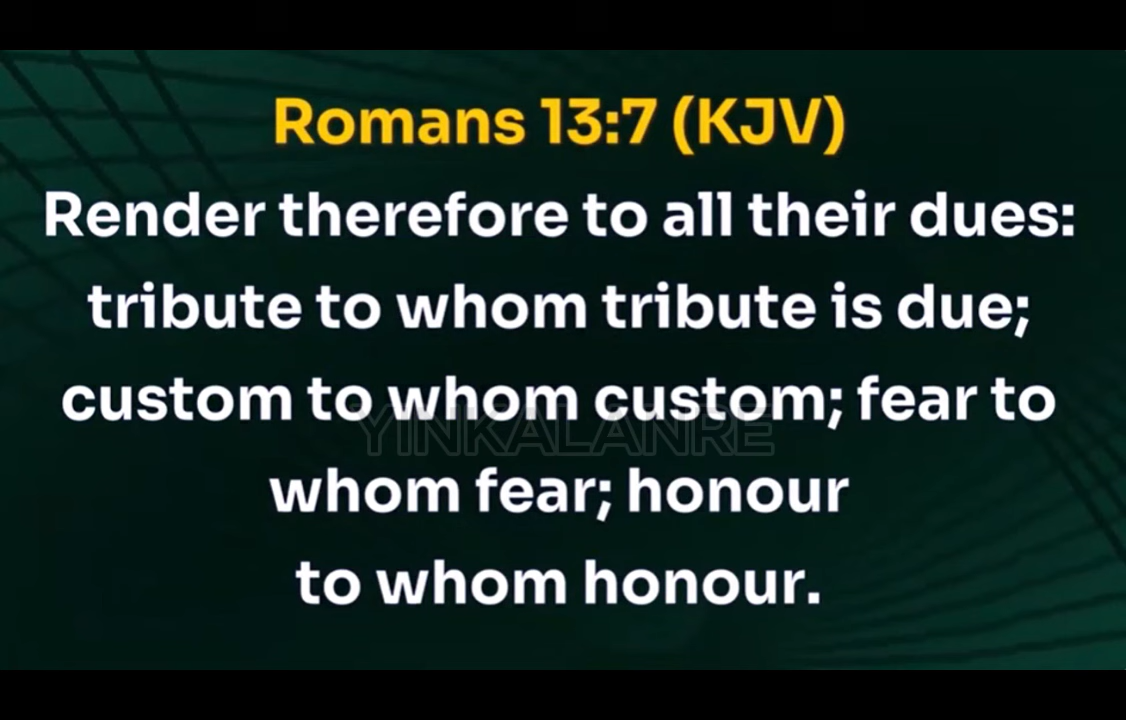 Romans 13:7 (KJV)
Render therefore to all their dues:
tribute to whom tribute is due;
custom to whom custom; fear to
YINKALANRE
whom fear; honour
to whom honour.